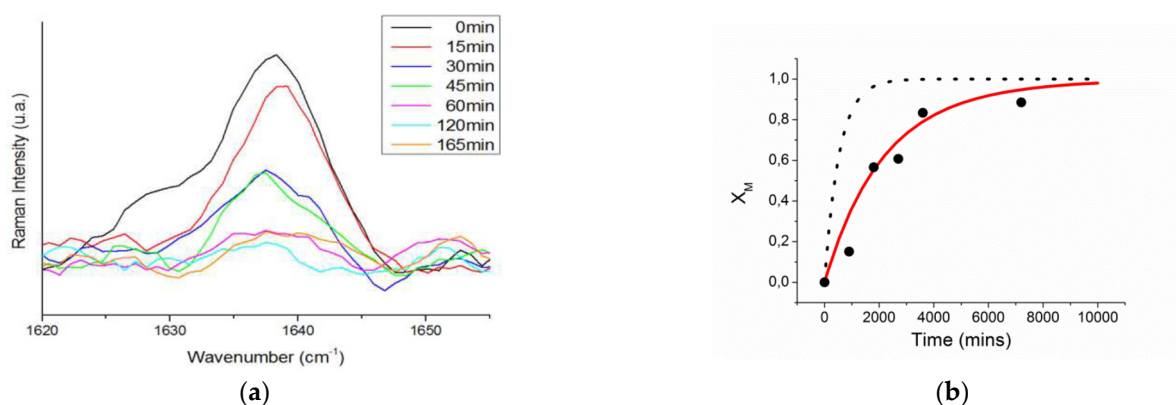 0min
15min
30min
45min
60min
120min
165min
Raman Intensity (u.a.)
1620
1630
1640
1650
Wavenumber (cm⁻¹)
(a)
1,0
0,8
0,6
0,4
0,2
0,0
X_M
0
2000
4000
6000
8000
10000
Time (mins)
(b)